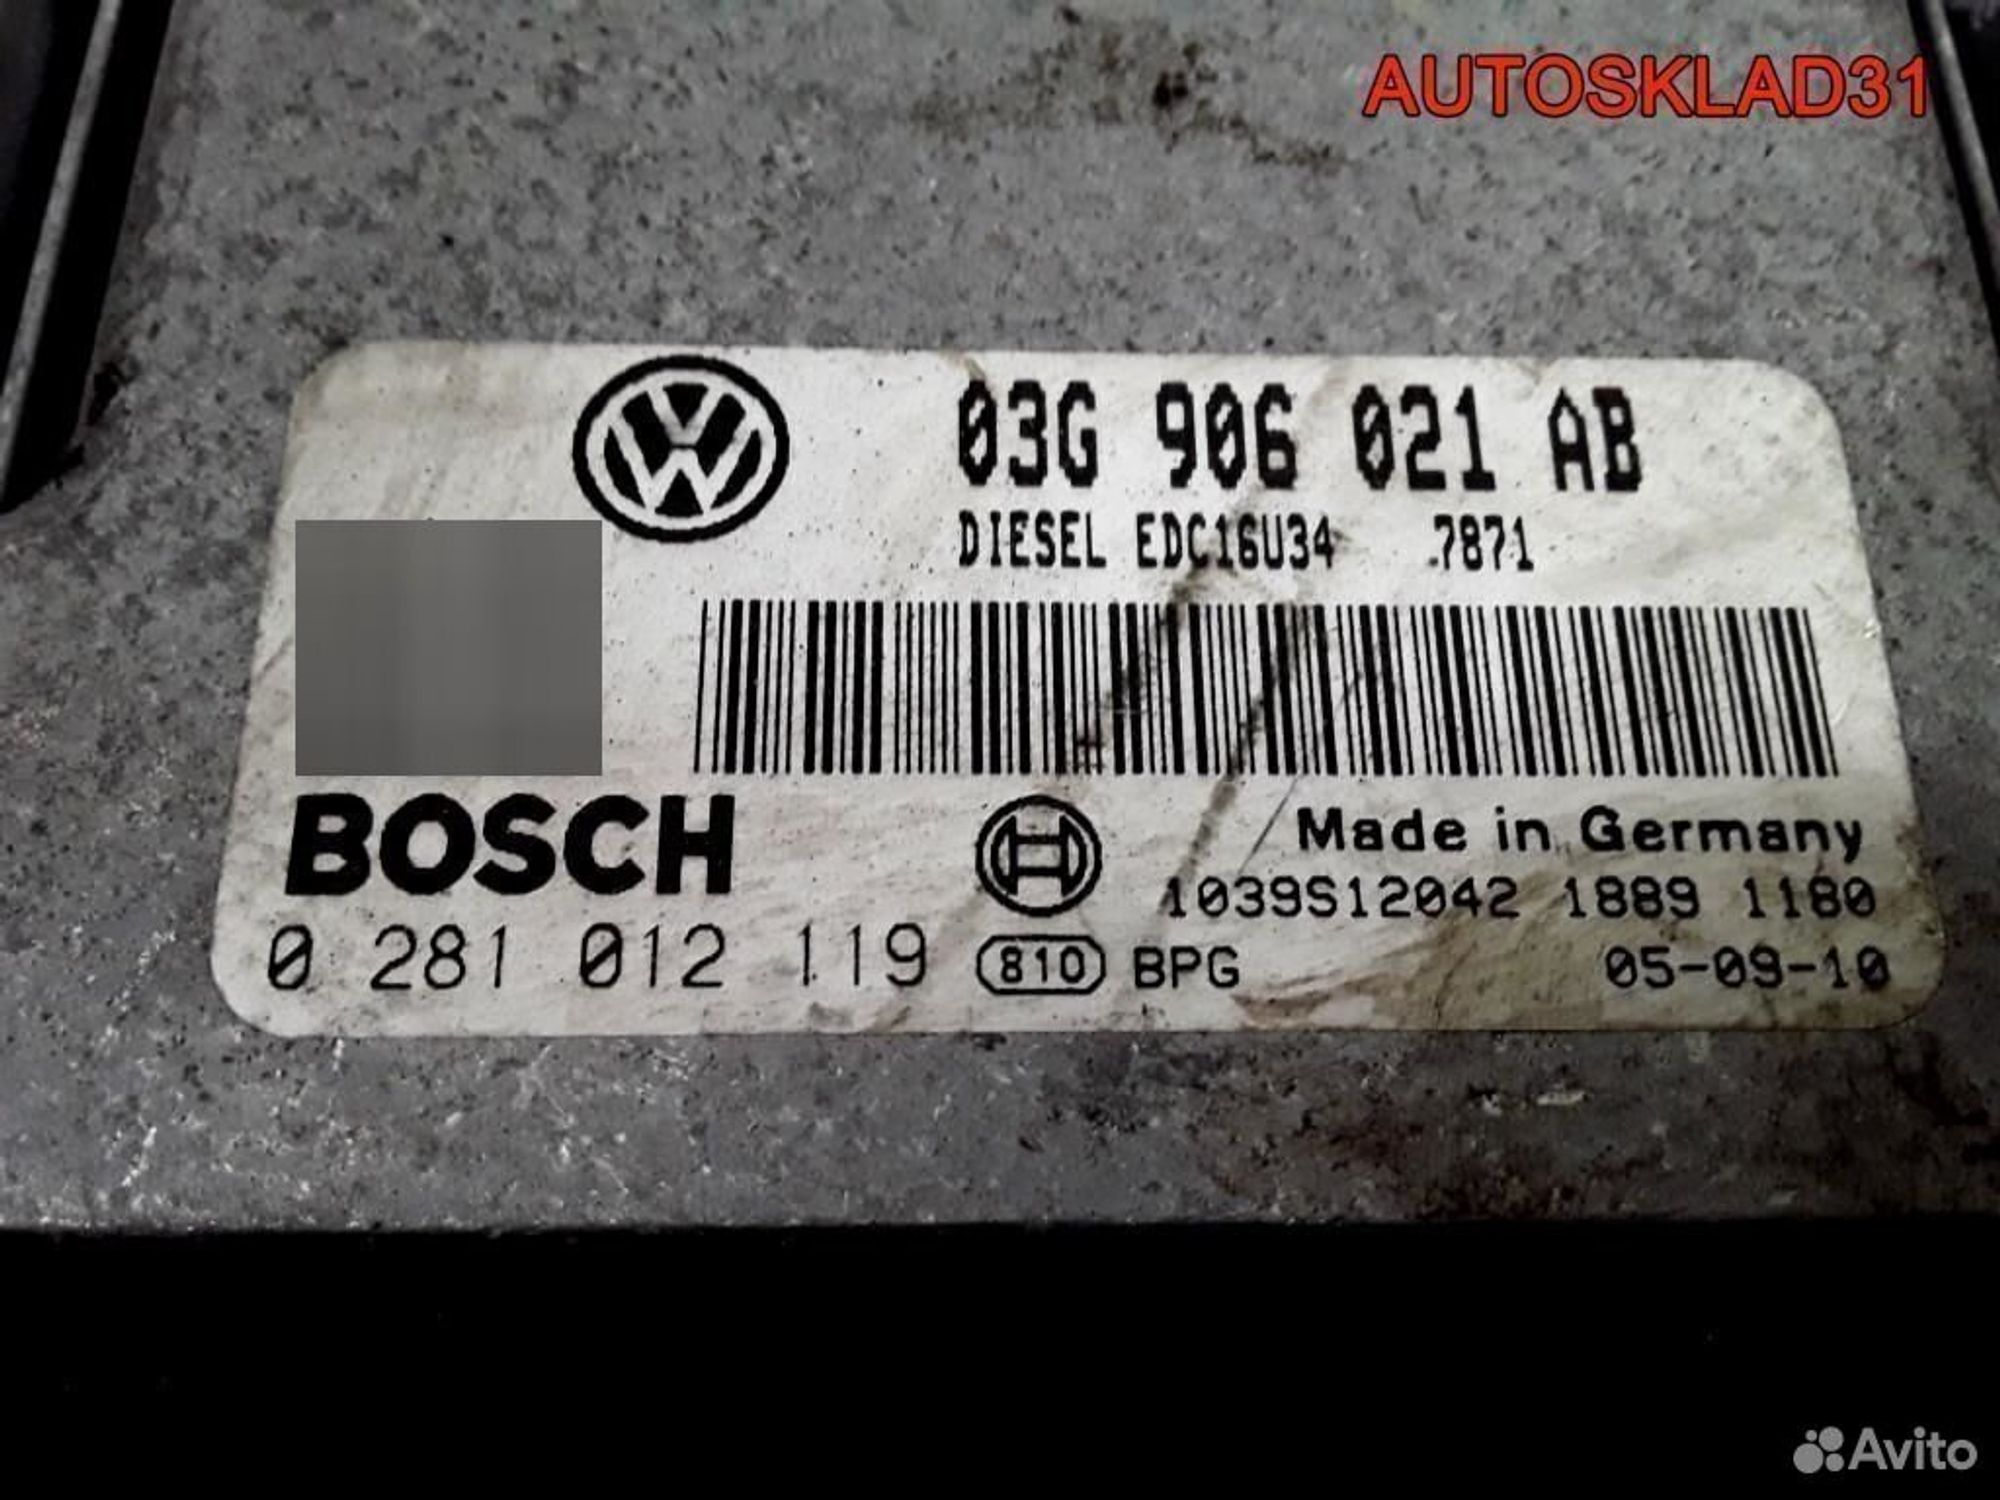 AUTOSKLAD31
03G 906 021 AB
DIESEL EDC16U34 7871
BOSCH
Made in Germany
1039S12042 1889 1180
0 281 012 119
810 BPG
05-09-10
Avito